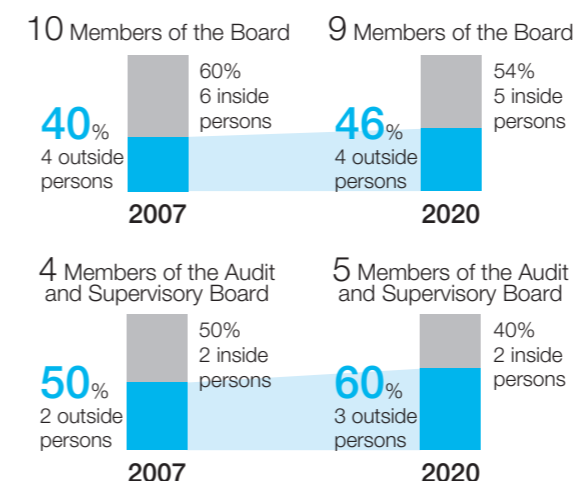 10 Members of the Board
60%
6 inside
persons
40%
4 outside
persons
2007
9 Members of the Board
54%
5 inside
persons
46%
4 outside
persons
2020
4 Members of the Audit
and Supervisory Board
50%
2 inside
persons
50%
2 outside
persons
2007
5 Members of the Audit
and Supervisory Board
40%
2 inside
persons
60%
3 outside
persons
2020